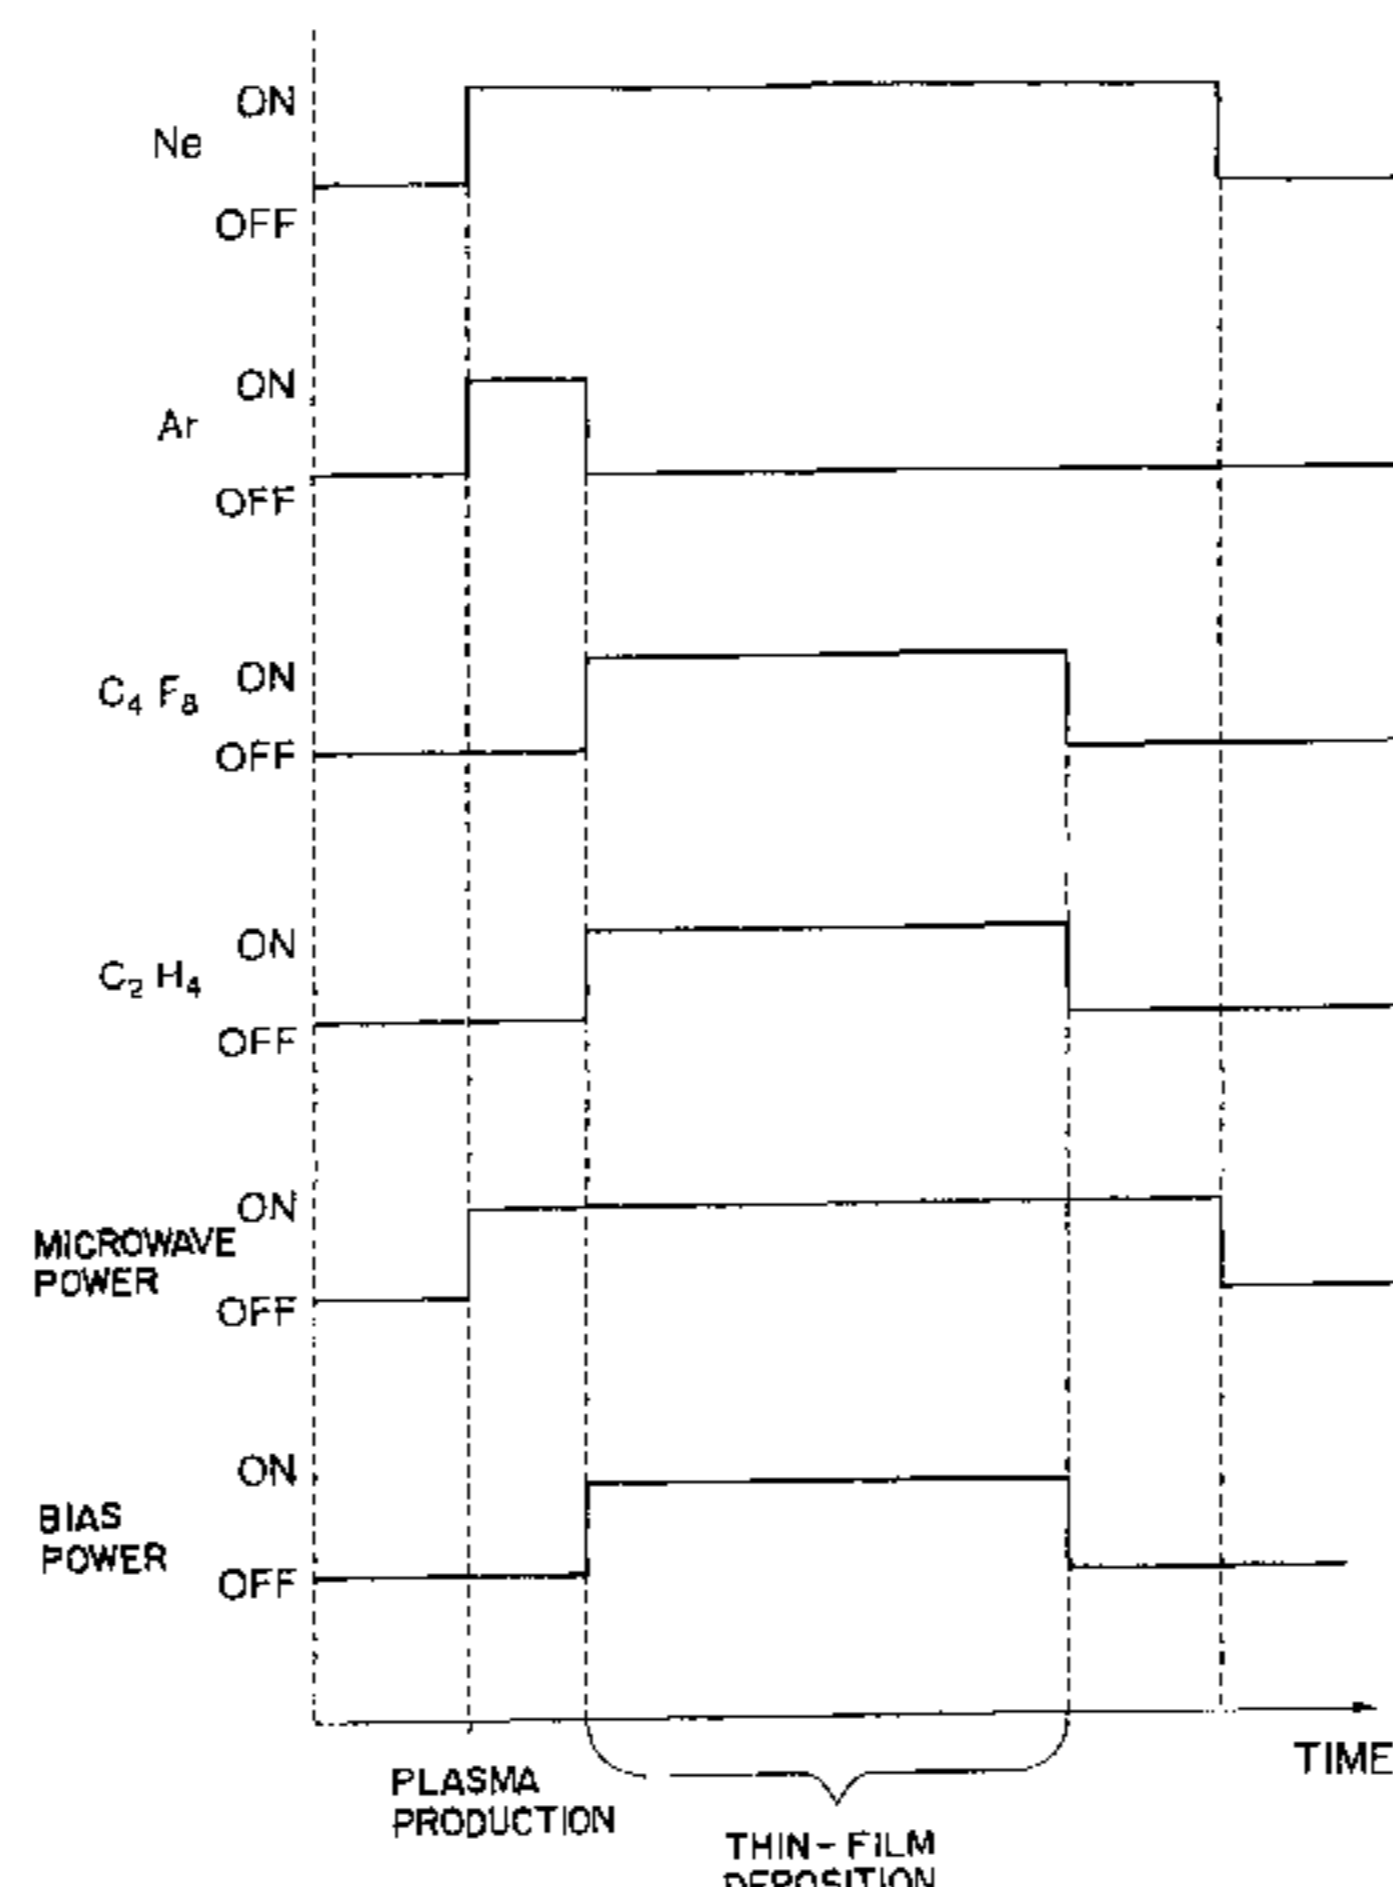 ON
Ne
OFF
ON
Ar
OFF
C₄ F₈ ON
OFF
ON
C₂ H₄
OFF
ON
MICROWAVE
POWER
OFF
ON
BIAS
POWER
OFF
TIME
PLASMA
PRODUCTION
THIN-FILM
DEPOSITION